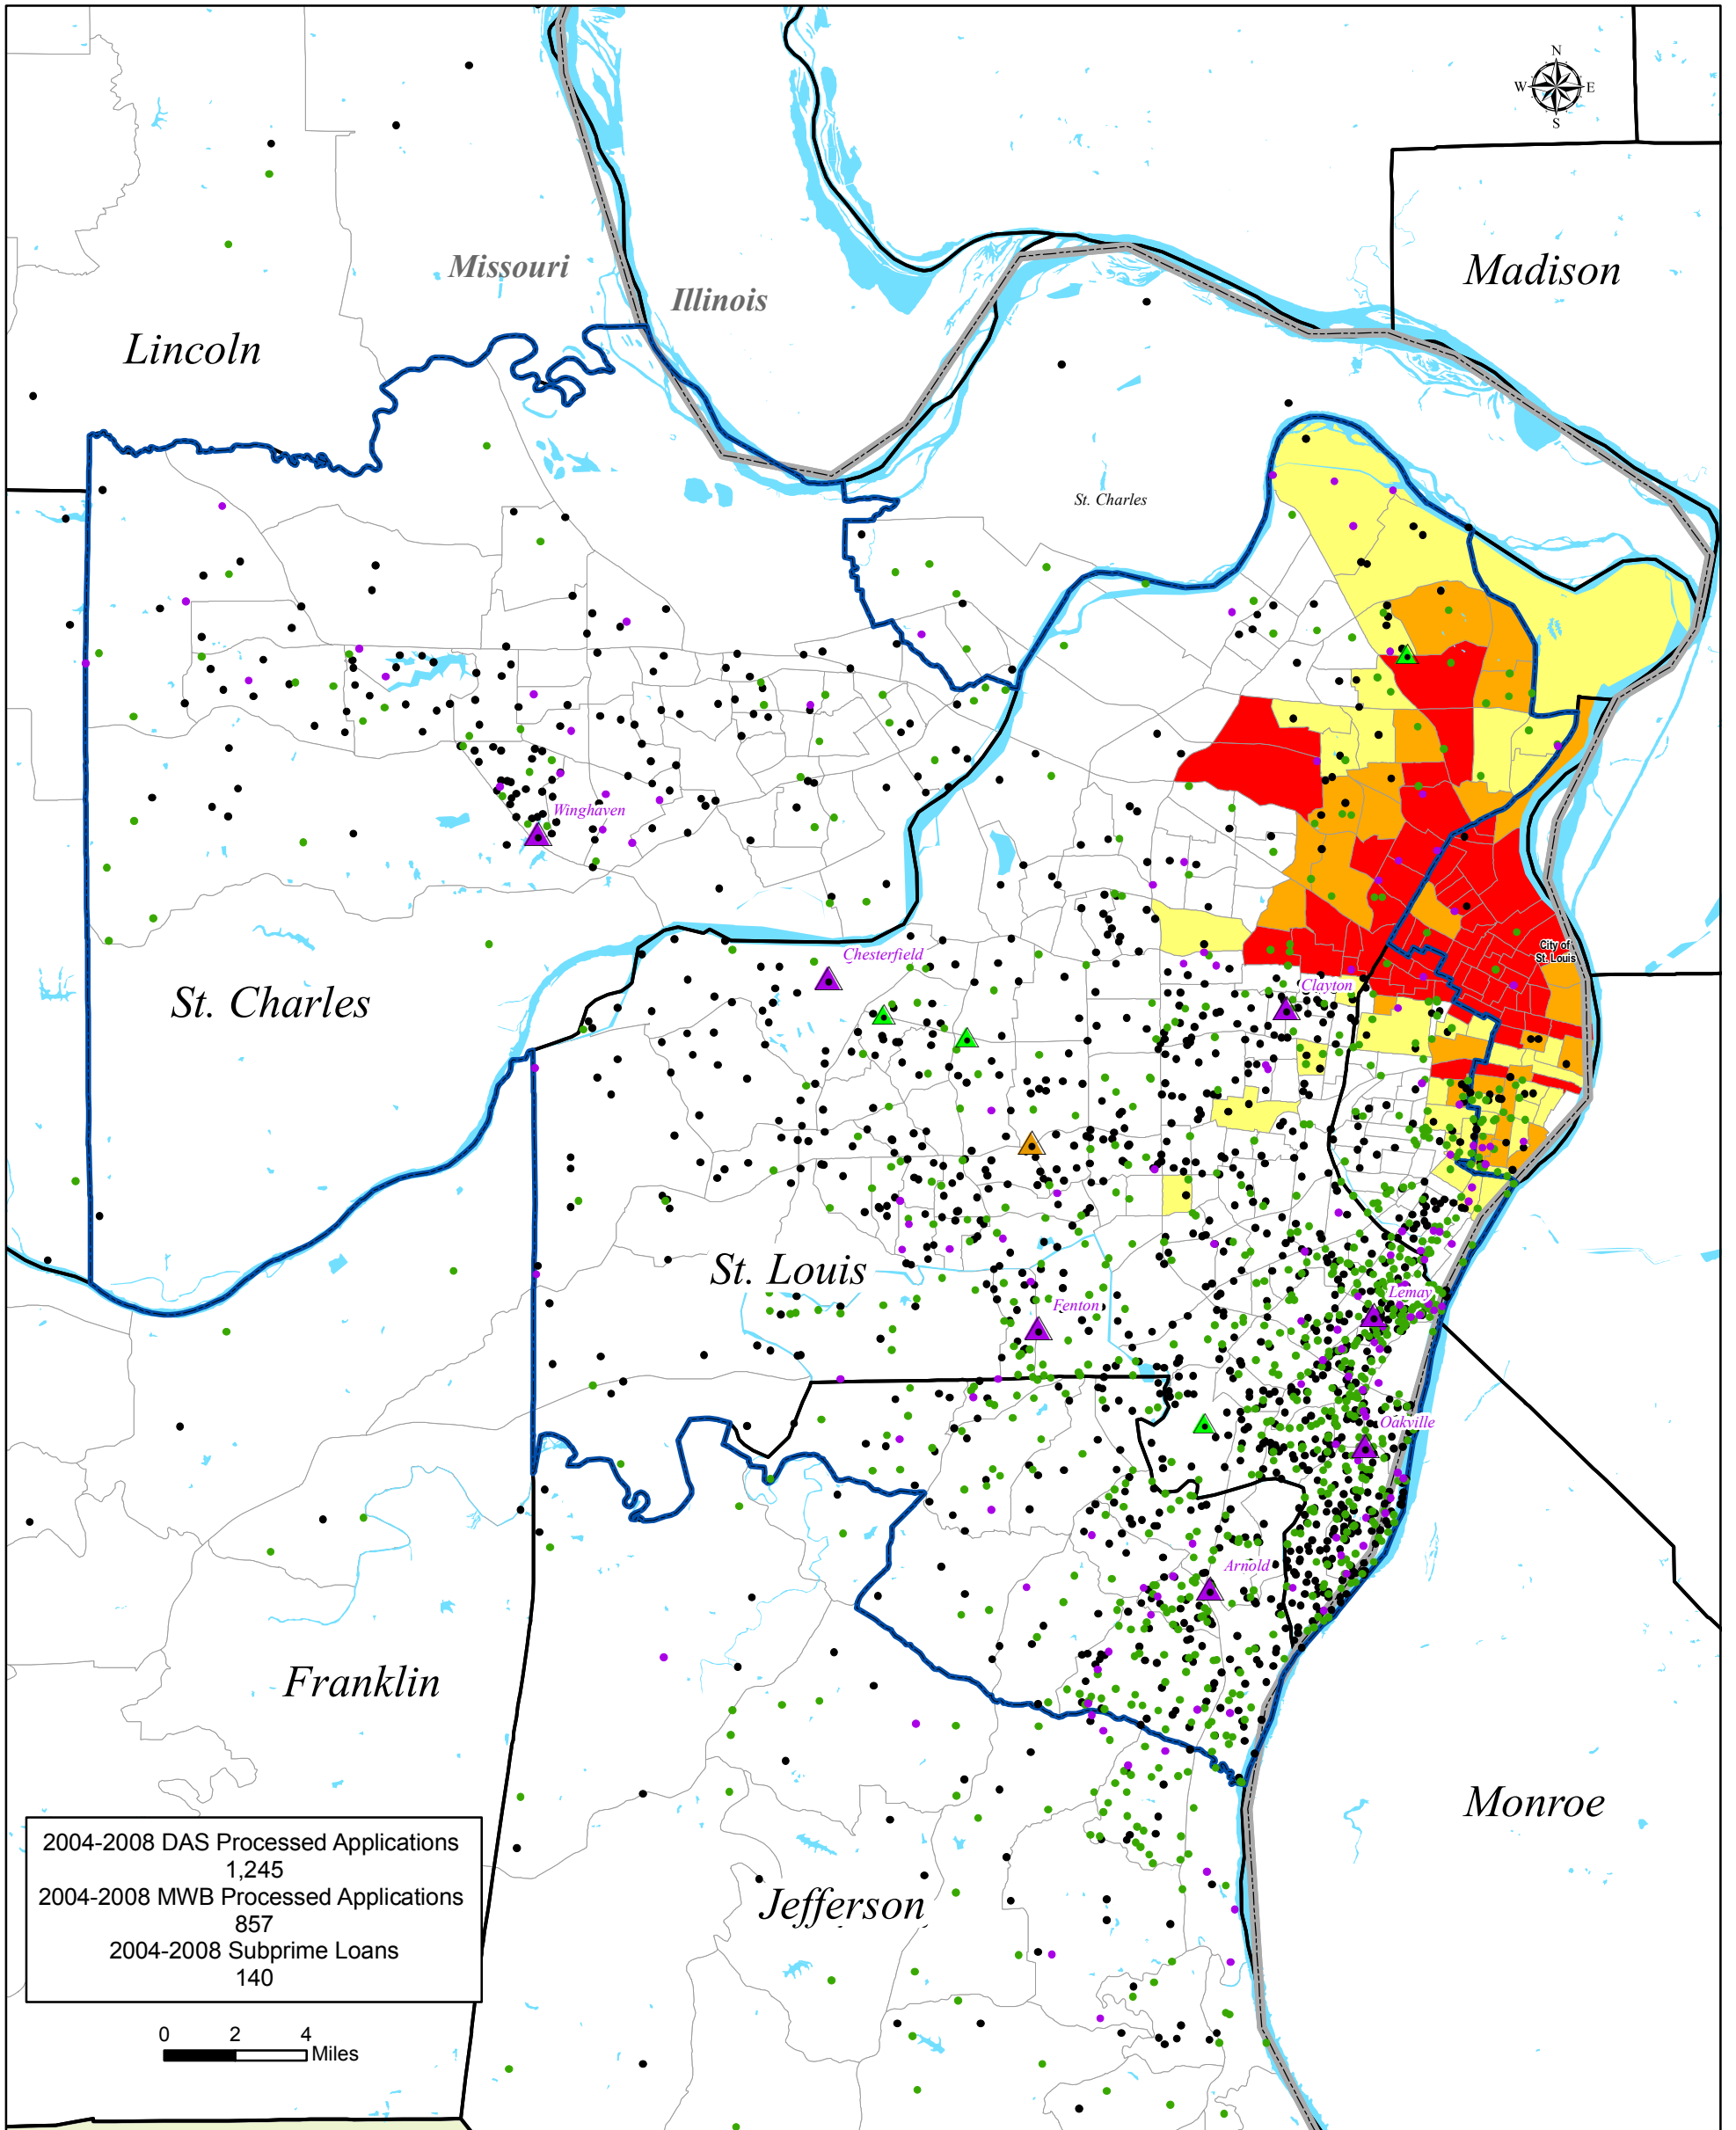 N
W E
S
Madison
Missouri
Illinois
Lincoln
St. Charles
Winghaven
City of
St. Louis
Chesterfield
Clayton
St. Charles
St. Louis
Lemay
Fenton
Oakville
Arnold
Franklin
Monroe
Jefferson
2004-2008 DAS Processed Applications
1,245
2004-2008 MWB Processed Applications
857
2004-2008 Subprime Loans
140
0 2 4
Miles